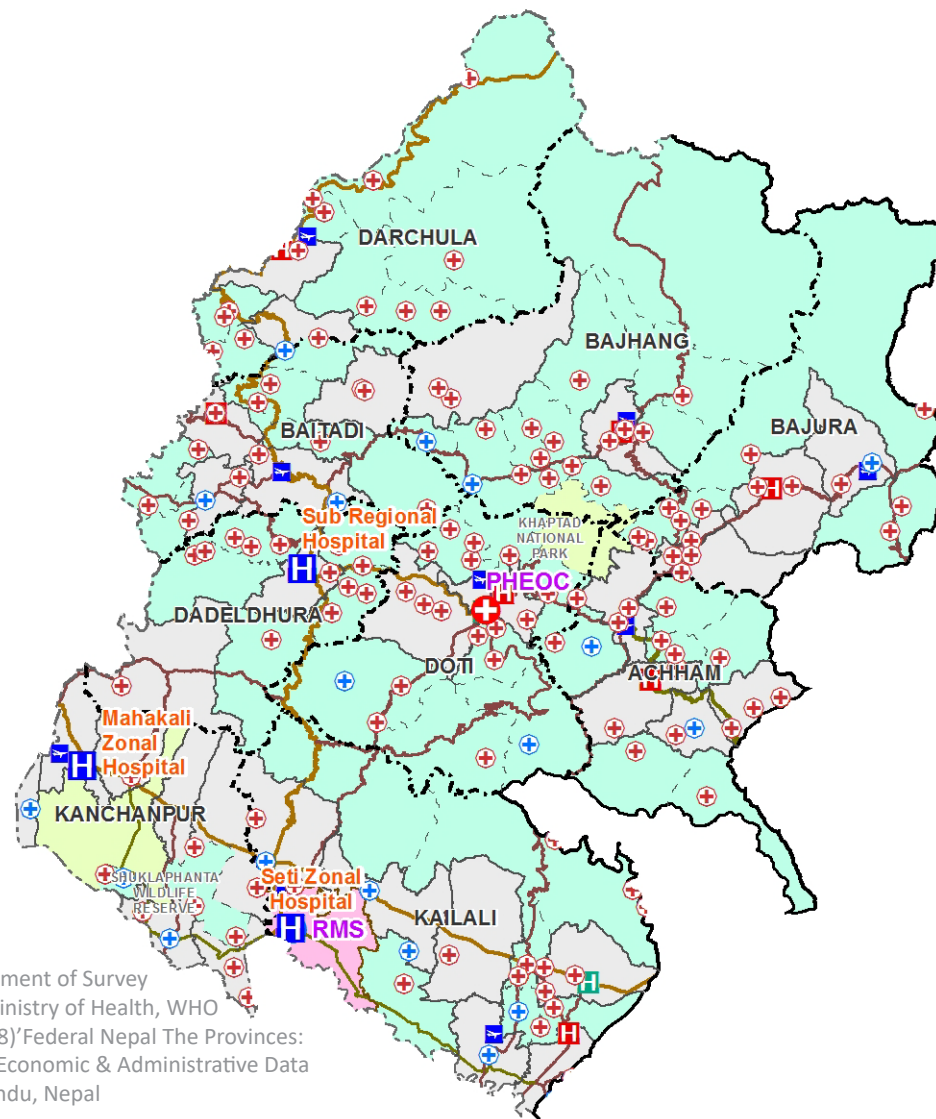 DARCHULA
BAJHANG
BAJURA
BAITADI
Sub Regional
Hospital
KHAPTAD
NATIONAL
PARK
H
H
PHEOC
H
DADELDHURA
DOTI
ACHHAM
H
Mahakali
Zonal
Hospital
H
KANCHANPUR
SHUKLAPHANTA
WILDLIFE
RESERVE
Seti Zonal
Hospital
H
RMS
KAILALI
H
H
ment of Survey
inistry of Health, WHO
8)’Federal Nepal The Provinces:
Economic & Administrative Data
ndu, Nepal